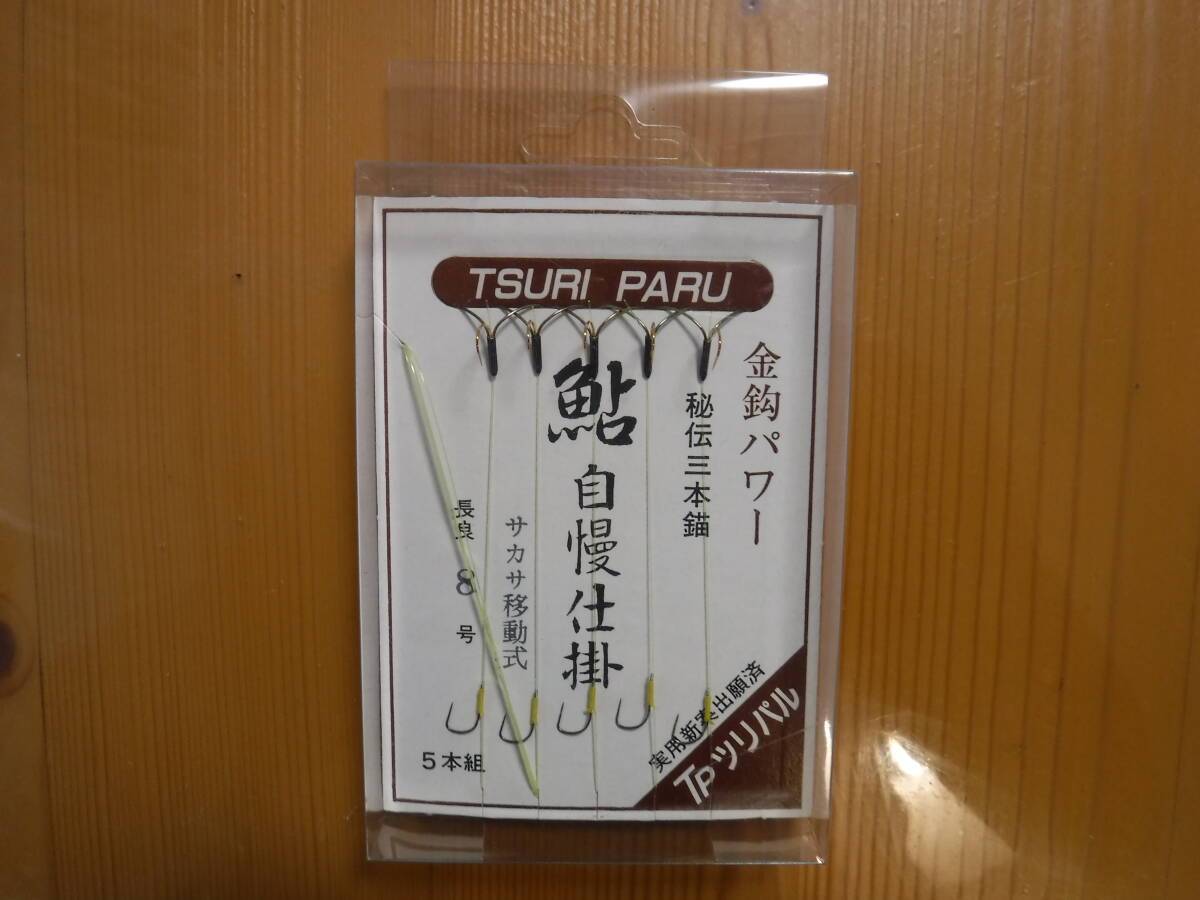 TSURI PARU
金鈎パワー
秘伝三本錨
鮎
自慢仕掛
サカサ移動式
長良8号
5本組
実用新案出願済
TPツリパル